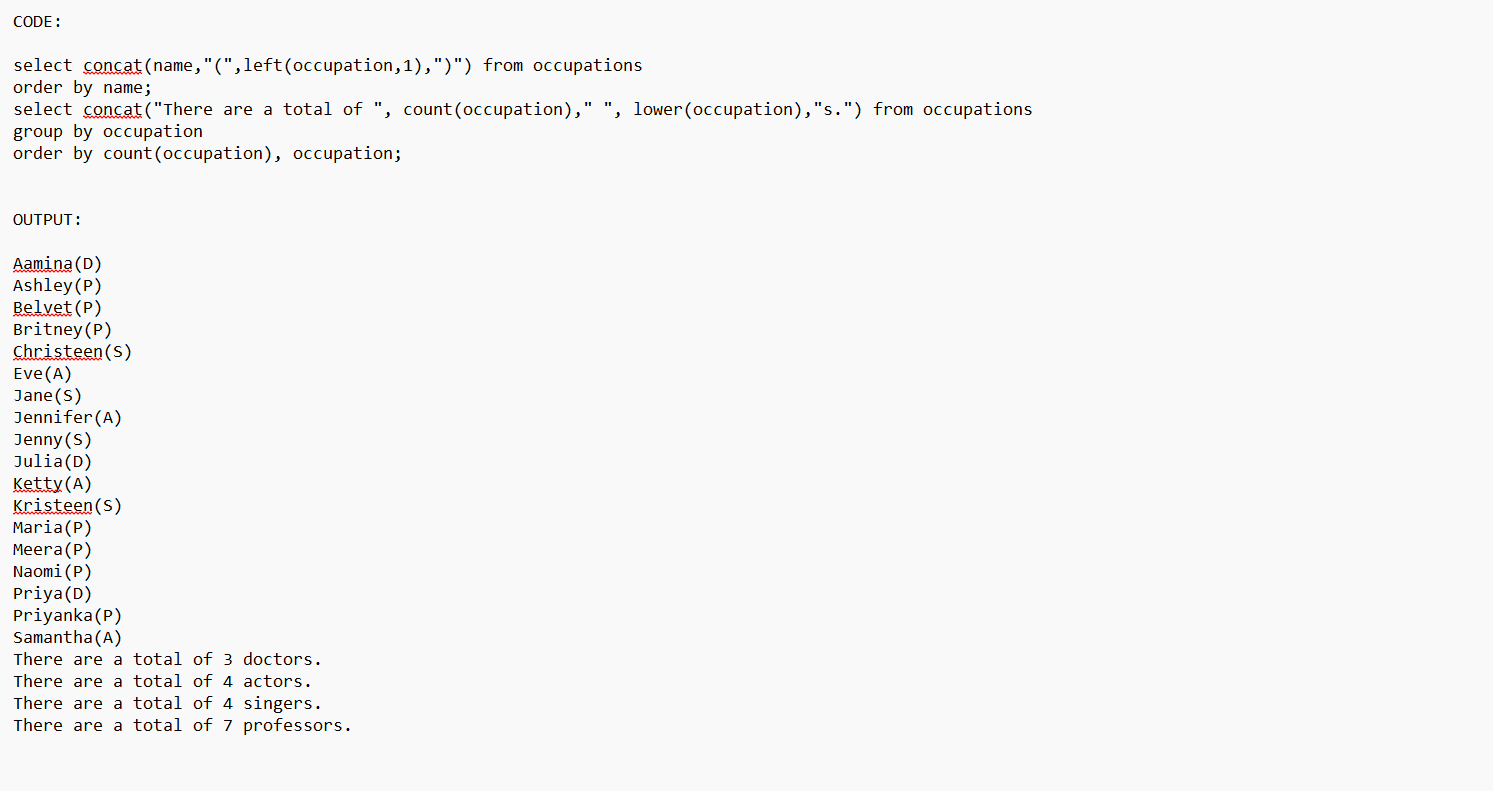 CODE:
select concat(name,"(",left(occupation,1),")") from occupations
order by name;
select concat("There are a total of ", count(occupation)," ", lower(occupation),"s.") from occupations
group by occupation
order by count(occupation), occupation;
OUTPUT:
Aamina(D)
Ashley(P)
Belvet(P)
Britney(P)
Christeen(S)
Eve(A)
Jane(S)
Jennifer(A)
Jenny(S)
Julia(D)
Ketty(A)
Kristeen(S)
Maria(P)
Meera(P)
Naomi(P)
Priya(D)
Priyanka(P)
Samantha(A)
There are a total of 3 doctors.
There are a total of 4 actors.
There are a total of 4 singers.
There are a total of 7 professors.